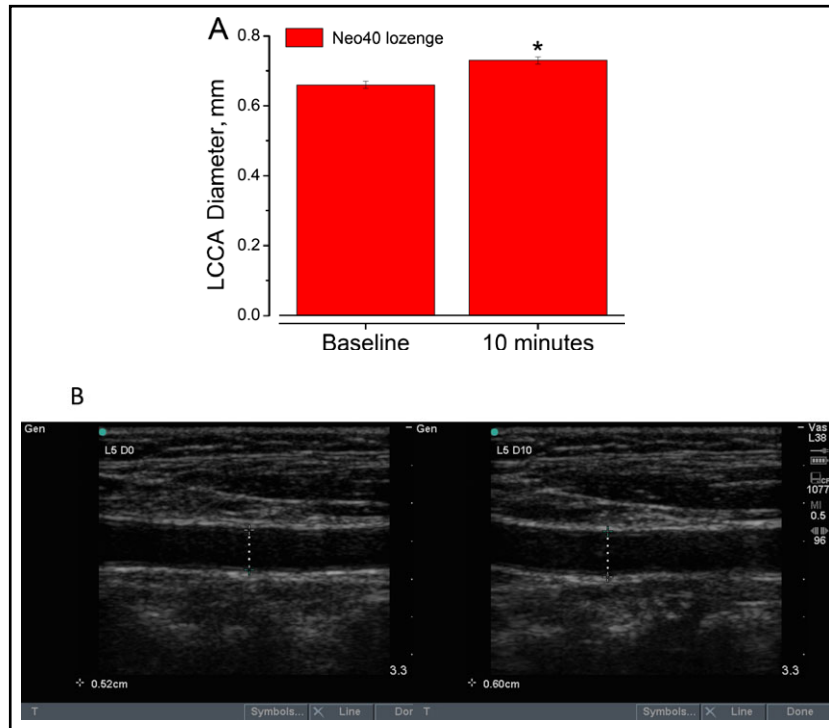 A
Neo40 lozenge
*
LCCA Diameter, mm
0.8
0.6
0.4
0.2
0.0
Baseline 10 minutes
B
Gen Gen Vas
L38
L5 D0 L5 D10
1077
MI
0.5
96
3.3 3.3
0.52cm 0.60cm
T Symbols... Line Dor T Symbols... Line Done